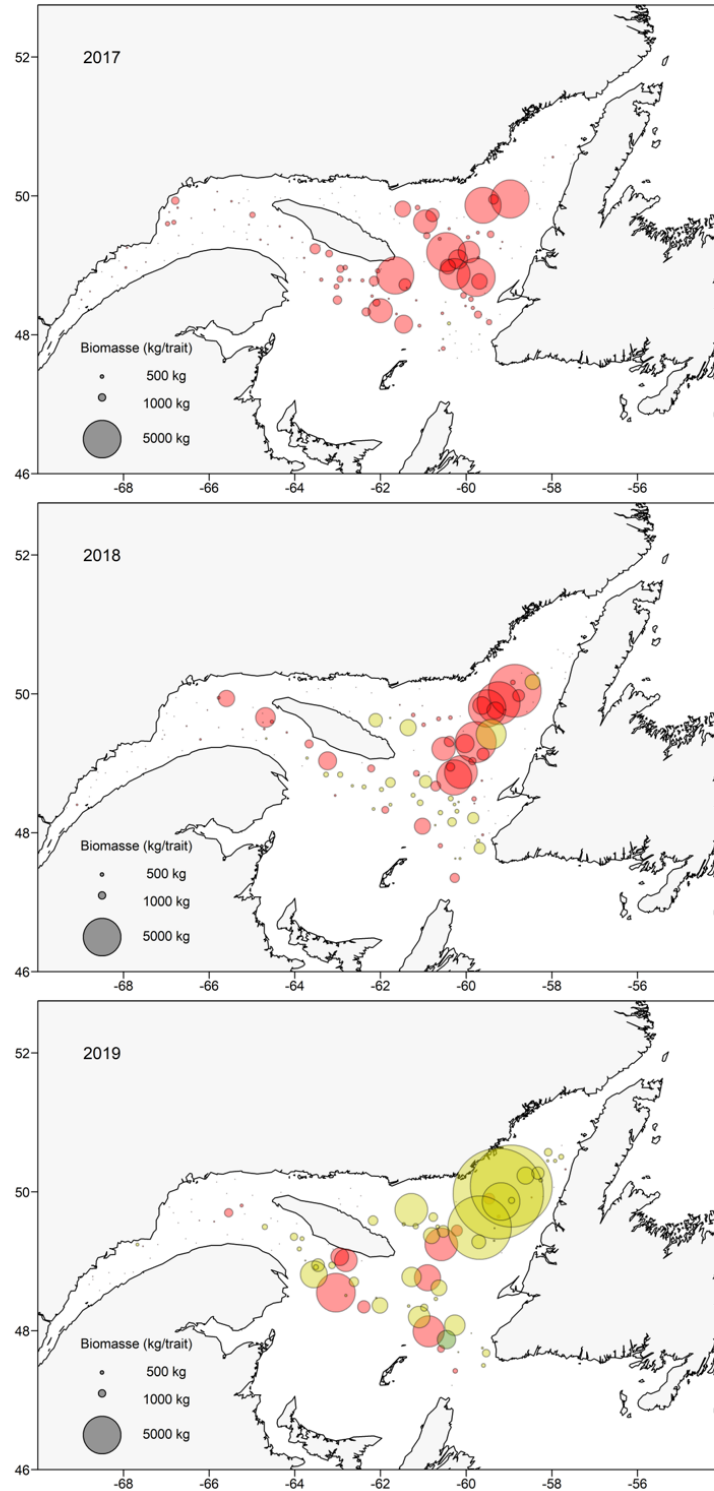 2017
52
50
48
46
Biomasse (kg/trait)
500 kg
1000 kg
5000 kg
-68 -66 -64 -62 -60 -58 -56
2018
52
50
48
46
Biomasse (kg/trait)
500 kg
1000 kg
5000 kg
-68 -66 -64 -62 -60 -58 -56
2019
52
50
48
46
Biomasse (kg/trait)
500 kg
1000 kg
5000 kg
-68 -66 -64 -62 -60 -58 -56